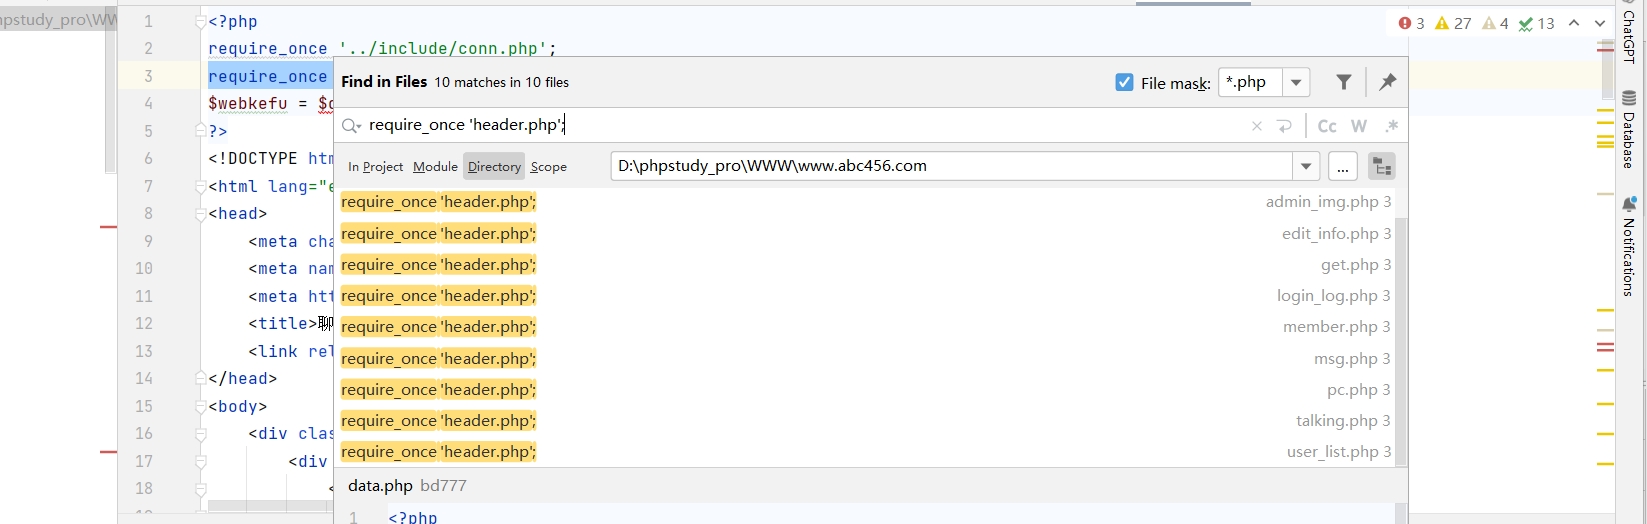 hpstudy_pro\WW
1 <?php
2 require_once '../include/conn.php';
3 require_once
4 $webkefu = $c
5 ?>
6 <!DOCTYPE htm
7 <html lang="e
8 <head>
9 <meta cha
10 <meta nam
11 <meta htt
12 <title>聊
13 <link rel
14 </head>
15 <body>
16 <div clas
17 <div
18 <
3 27 4 13
Find in Files 10 matches in 10 files
File mask: *.php
require_once 'header.php';
Cc W .*
In Project Module Directory Scope
D:\phpstudy_pro\WWW\www.abc456.com
...
require_once 'header.php'; admin_img.php 3
require_once 'header.php'; edit_info.php 3
require_once 'header.php'; get.php 3
require_once 'header.php'; login_log.php 3
require_once 'header.php'; member.php 3
require_once 'header.php'; msg.php 3
require_once 'header.php'; pc.php 3
require_once 'header.php'; talking.php 3
require_once 'header.php'; user_list.php 3
data.php bd777
1 <?php
ChatGPT
Database
Notifications